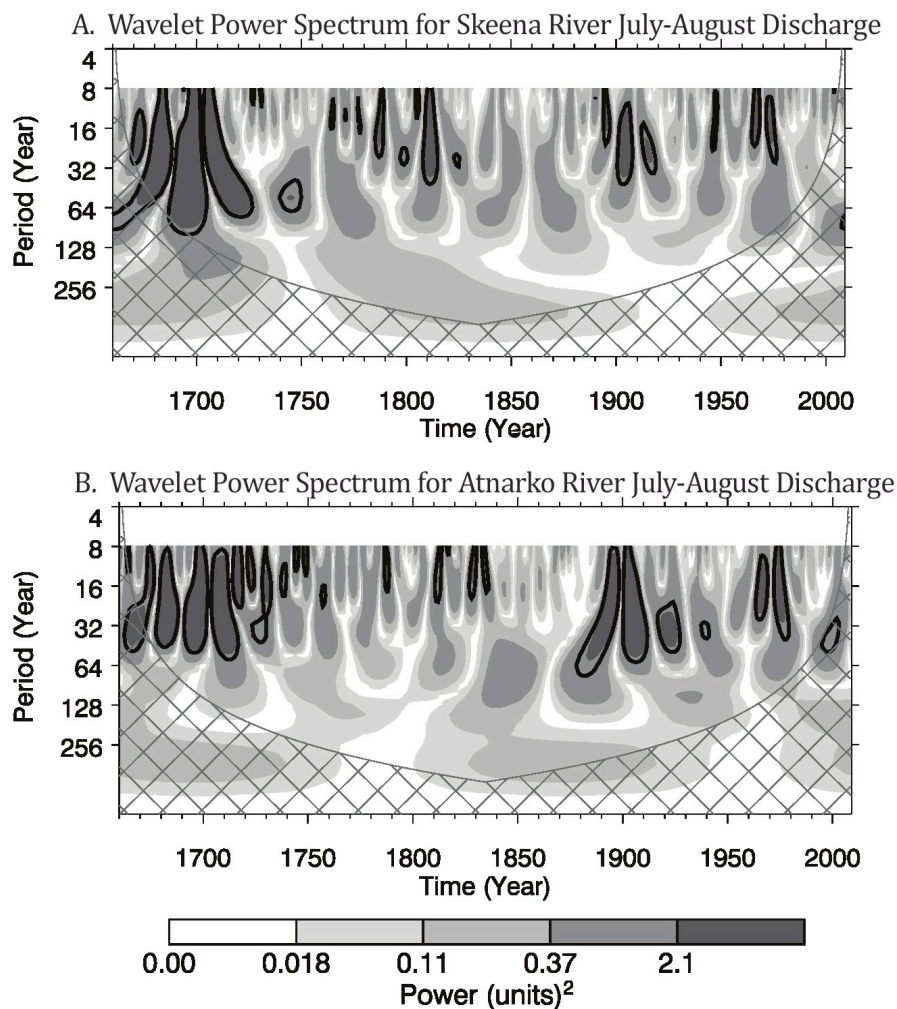 A. Wavelet Power Spectrum for Skeena River July-August Discharge
4
8
16
32
64
128
256
Period (Year)
1700 1750 1800 1850 1900 1950 2000
Time (Year)
B. Wavelet Power Spectrum for Atnarko River July-August Discharge
4
8
16
32
64
128
256
Period (Year)
1700 1750 1800 1850 1900 1950 2000
Time (Year)
0.00 0.018 0.11 0.37 2.1
Power (units)²